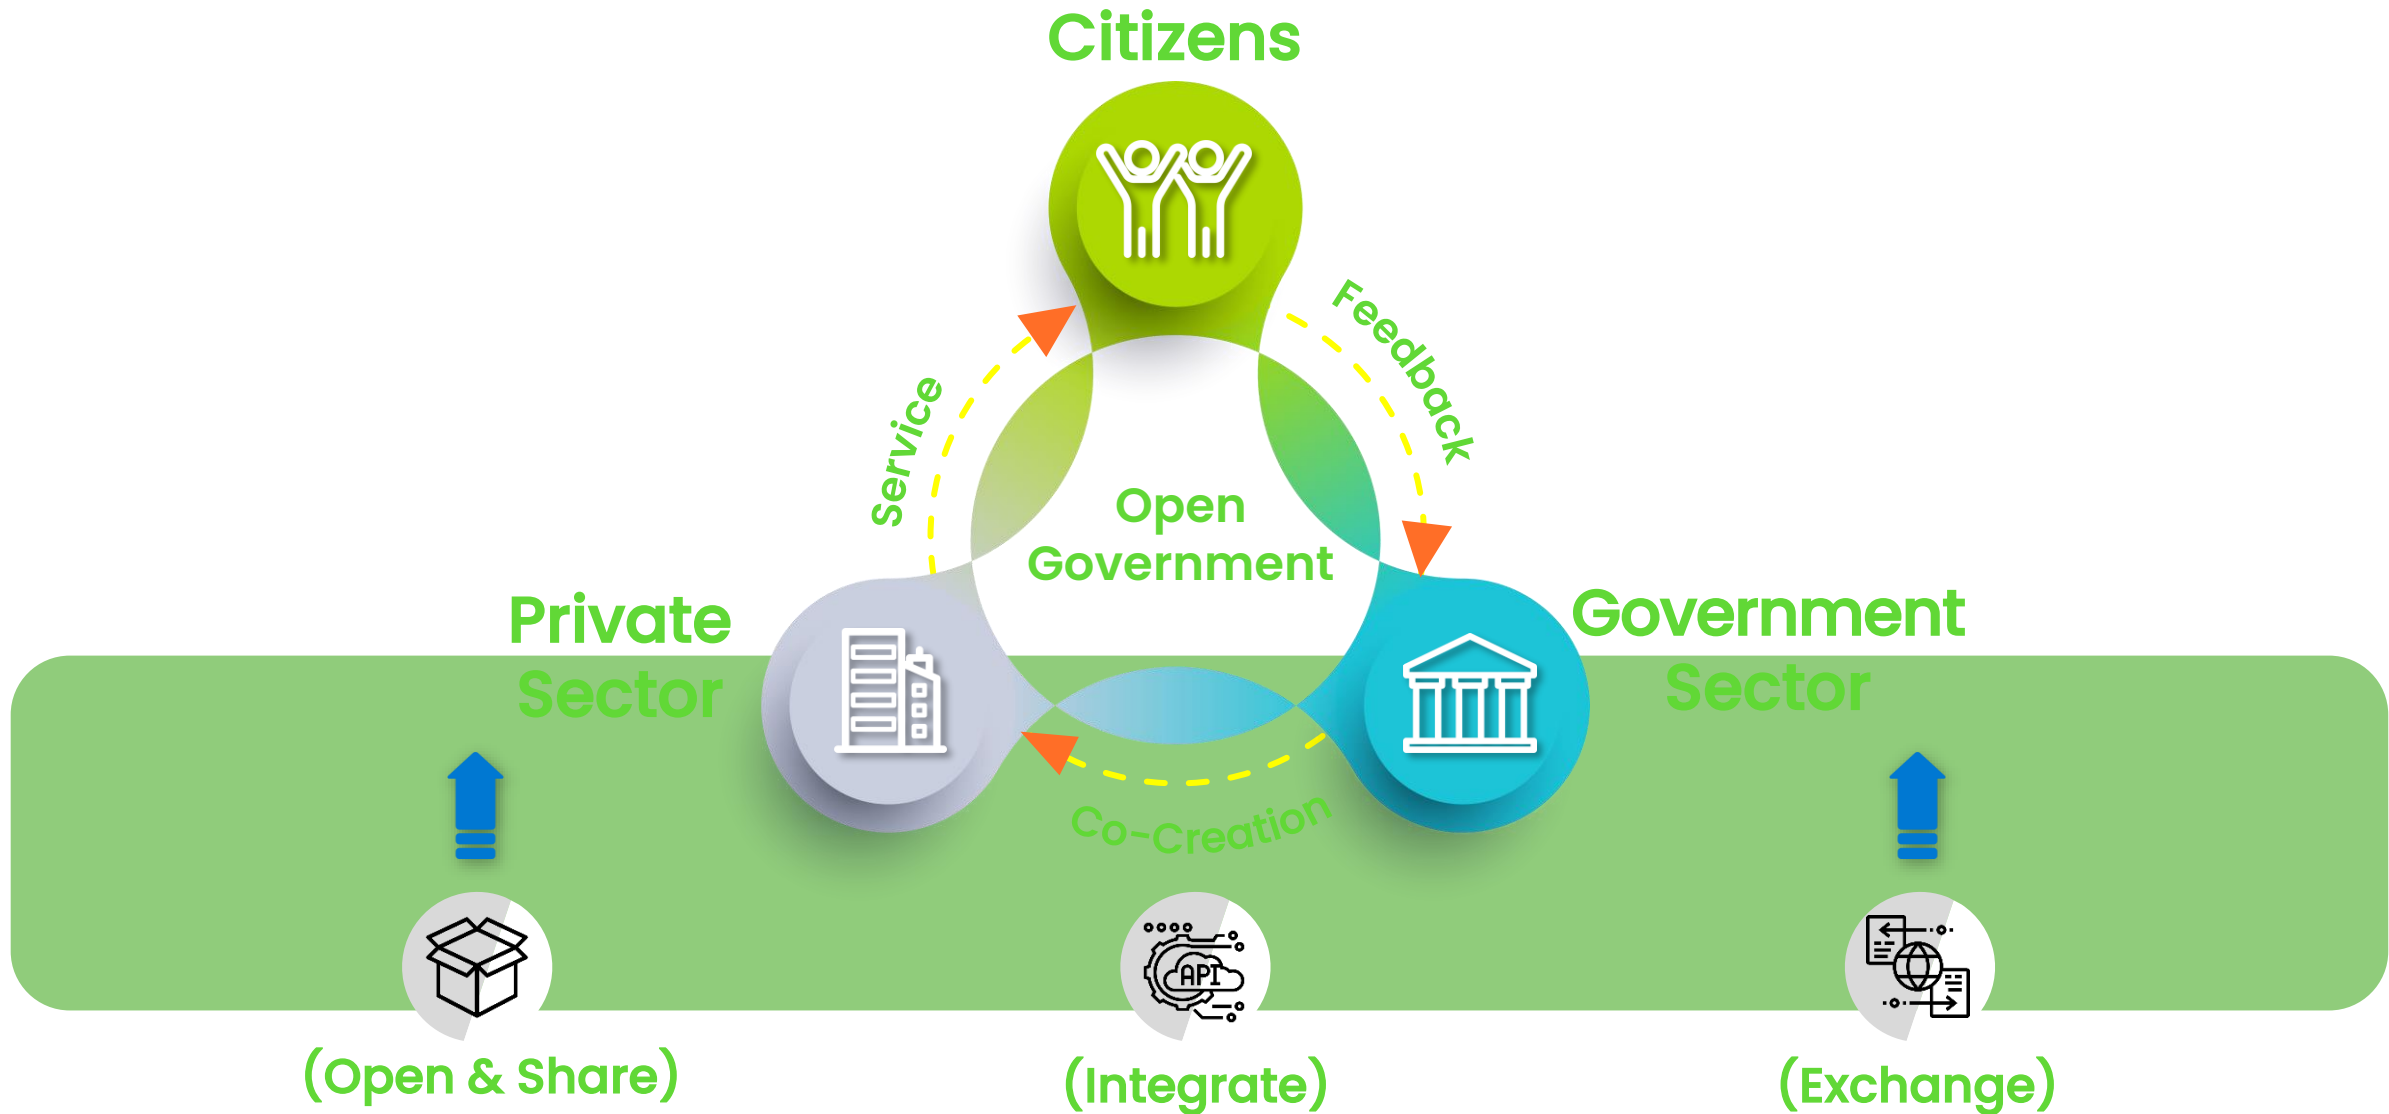 Citizens
Feedback
Service
Open
Government
Private
Sector
Government
Sector
Co-Creation
API
(Open & Share)
(Integrate)
(Exchange)